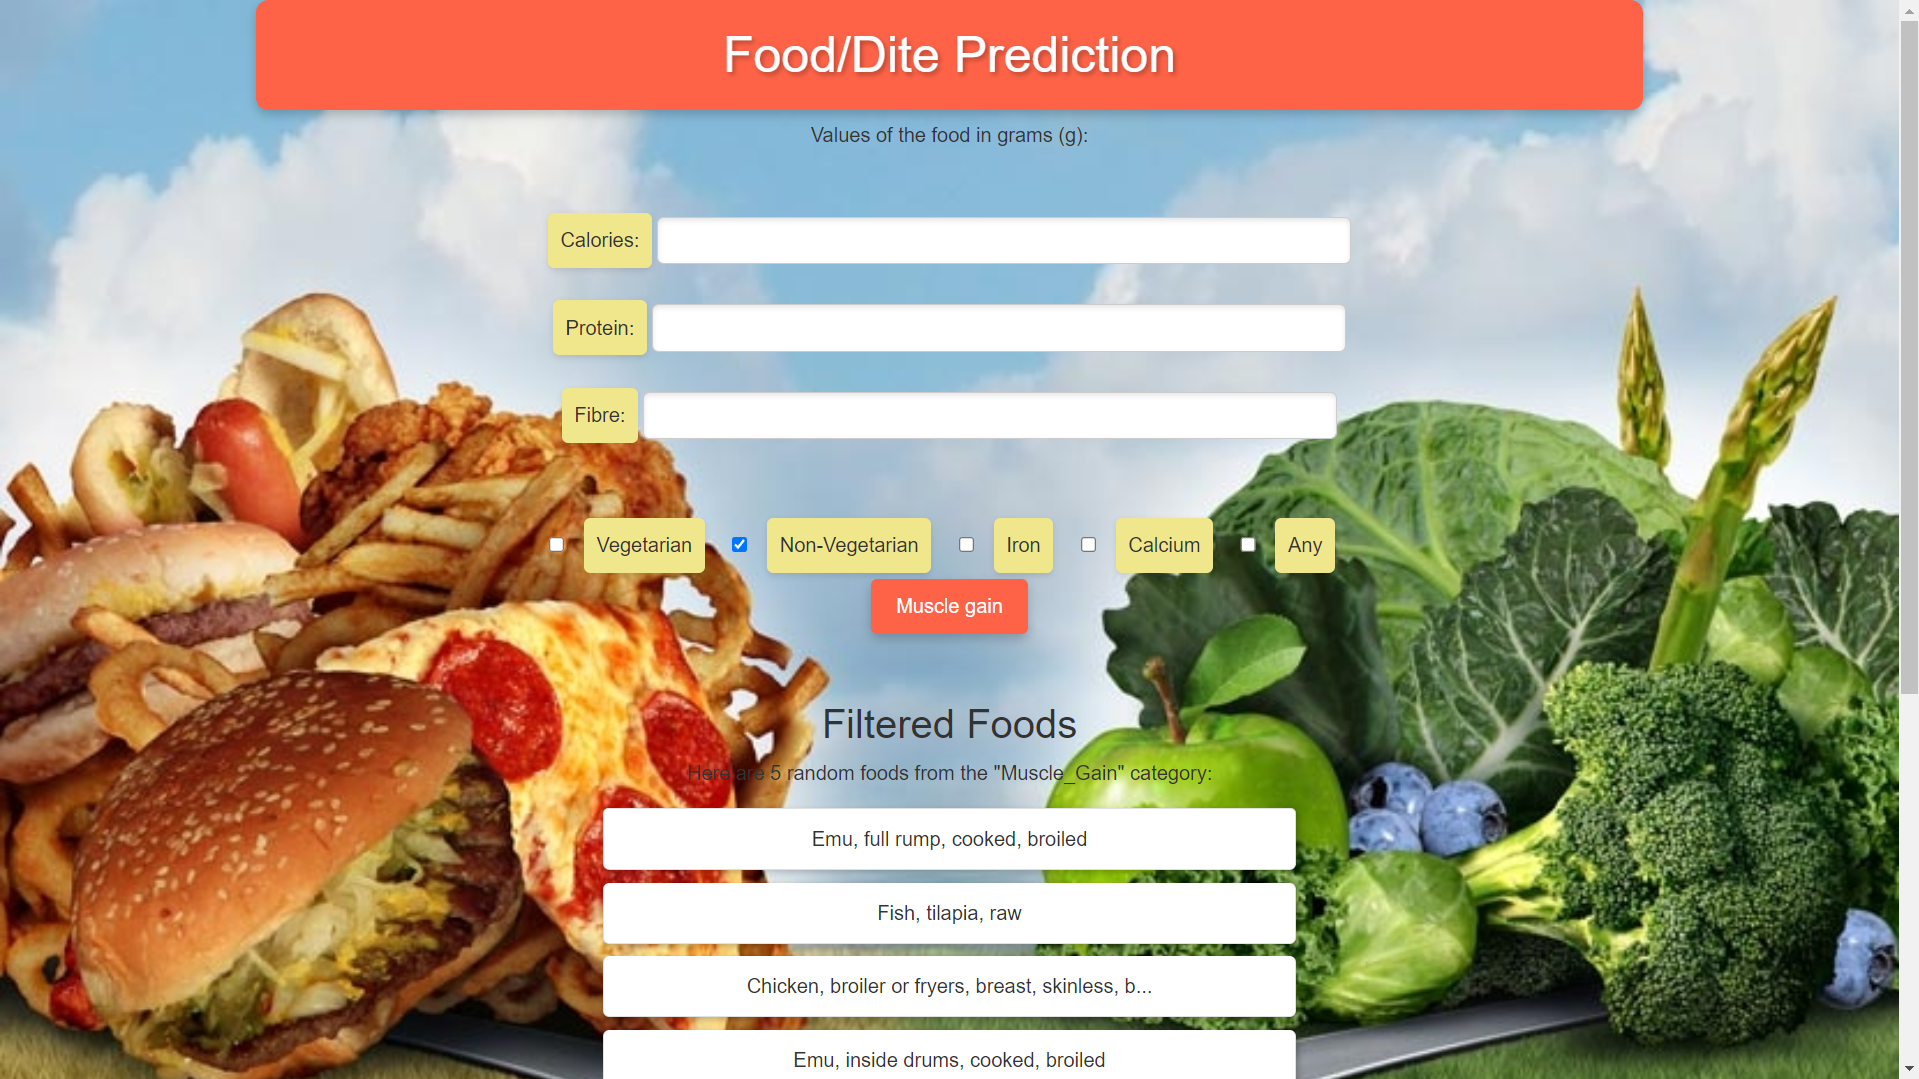 Food/Dite Prediction
Values of the food in grams (g):
Calories:
Protein:
Fibre:
Vegetarian Non-Vegetarian Iron Calcium Any
Muscle gain
Filtered Foods
Here are 5 random foods from the "Muscle_Gain" category:
Emu, full rump, cooked, broiled
Fish, tilapia, raw
Chicken, broiler or fryers, breast, skinless, b...
Emu, inside drums, cooked, broiled